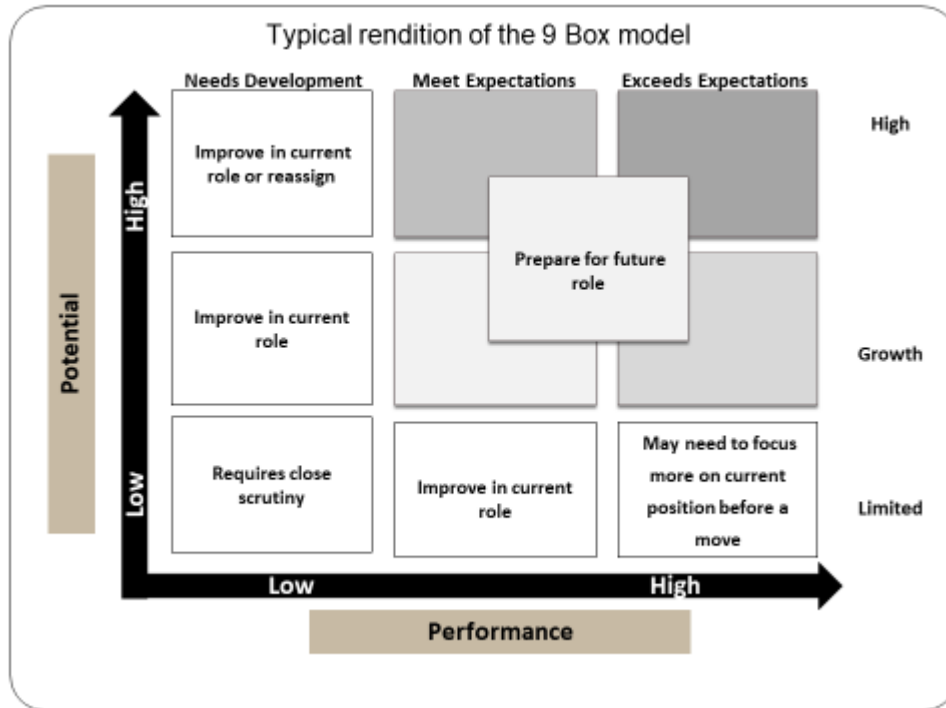 Typical rendition of the 9 Box model
Needs Development
Meet Expectations
Exceeds Expectations
High
High
Improve in current
role or reassign
Prepare for future
role
Potential
Improve in current
role
Growth
Low
Requires close
scrutiny
Improve in current
role
May need to focus
more on current
position before a
move
Limited
Low
High
Performance